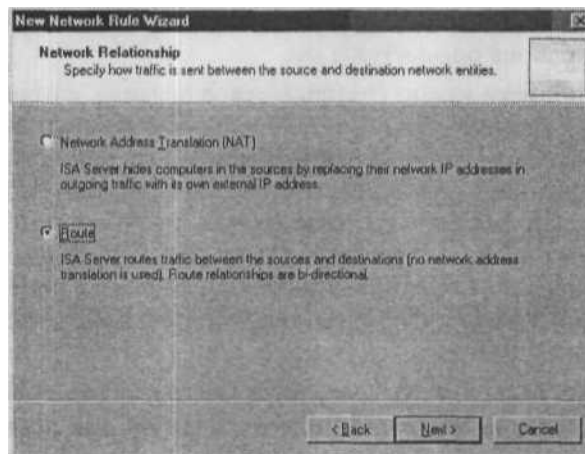 New Network Rule Wizard
Network Relationship
Specify how traffic is sent between the source and destination network entities.
Network Address Translation (NAT)
ISA Server hides computers in the sources by replacing their network IP addresses in
outgoing traffic with its own external IP address.
Route
ISA Server routes traffic between the sources and destinations (no network address
translation is used). Route relationships are bi-directional.
< Back
Next >
Cancel